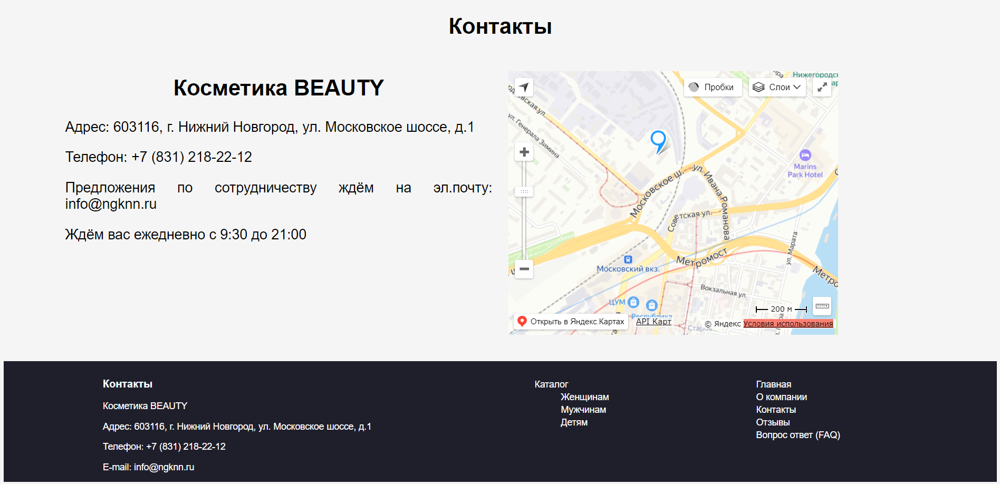 Контакты
Косметика BEAUTY
Адрес: 603116, г. Нижний Новгород, ул. Московское шоссе, д.1
Телефон: +7 (831) 218-22-12
Предложения по сотрудничеству ждём на эл.почту:
info@ngknn.ru
Ждём вас ежедневно с 9:30 до 21:00
Пробки
Слои
ул. Генерала Зимина
Marins
Park Hotel
Московское ш.
ул. Ивана Романова
Советская ул.
ул. Марата
Метромост
Московский вкз.
Вокзальная ул.
ЦУМ
Республика
200 м
Открыть в Яндекс.Картах
API Карт
© Яндекс Условия использования
Контакты
Косметика BEAUTY
Адрес: 603116, г. Нижний Новгород, ул. Московское шоссе, д.1
Телефон: +7 (831) 218-22-12
E-mail: info@ngknn.ru
Каталог
Женщинам
Мужчинам
Детям
Главная
О компании
Контакты
Отзывы
Вопрос ответ (FAQ)